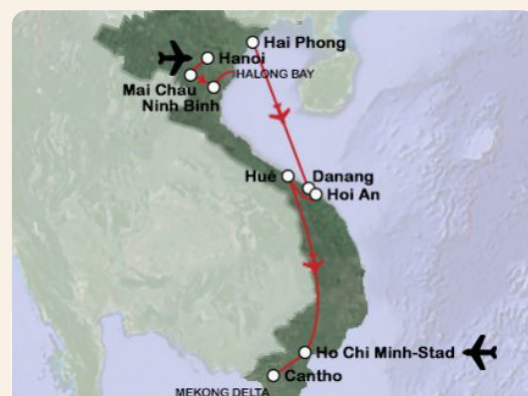 Hai Phong
Hanoi
HALONG BAY
Mai Chau
Ninh Binh
Hué
Danang
Hoi An
Ho Chi Minh-Stad
Cantho
MEKONG DELTA